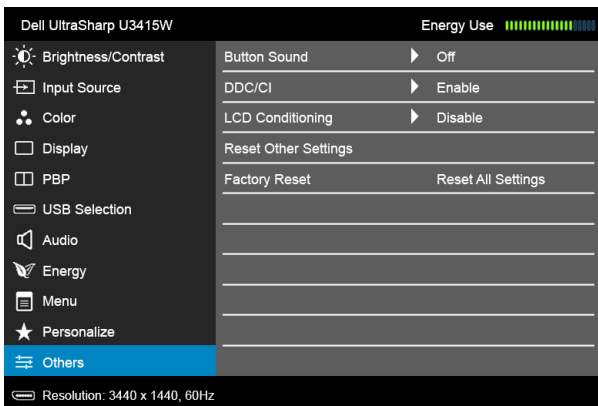 Dell UltraSharp U3415W Energy Use
Brightness/Contrast Button Sound Off
Input Source DDC/CI Enable
Color LCD Conditioning Disable
Display Reset Other Settings
PBP Factory Reset Reset All Settings
USB Selection
Audio
Energy
Menu
Personalize
Others
Resolution: 3440 x 1440, 60Hz